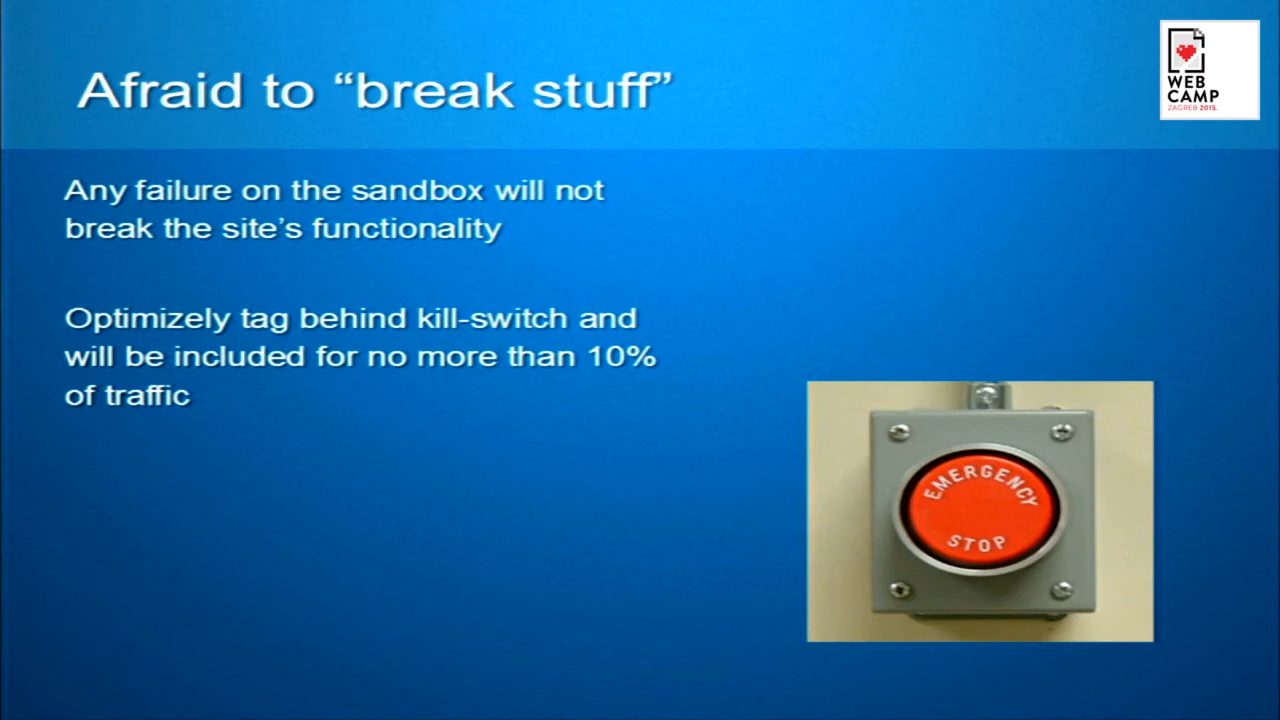 Afraid to “break stuff”
WEB
CAMP
ZAGREB 2015.
Any failure on the sandbox will not
break the site’s functionality
Optimizely tag behind kill-switch and
will be included for no more than 10%
of traffic
EMERGENCY
STOP